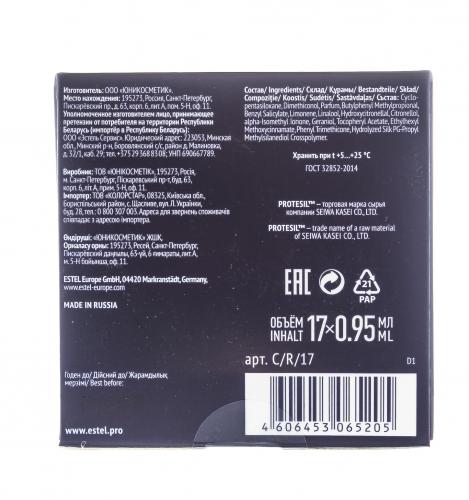 Изготовитель: ООО «ЮНИКОСМЕТИК».
Место нахождения: 195273, Россия, Санкт-Петербург,
Пискарёвский пр., д. 63, корп. 6, лит. А, пом. 5-Н, оф. 11.
Уполномоченное изготовителем лицо, принимающее
претензии от потребителя на территории Республики
Беларусь (импортёр в Республику Беларусь):
ООО «Эстель Сервис» Юридический адрес: 223053, Минская
обл., Минский р-н, Боровлянский с/с, район д. Малиновка,
д. 32/1, каб. 29; тел. +375 29 368 8308; УНП 690667789.
Виробник: ТОВ «ЮНІКОСМЕТІК», 195273, Росія,
м. Санкт-Петербург, Піскарьовський пр-т, буд. 63,
корп. 6, літ. А, прим. 5-Н, оф. 11.
Імпортер: ТОВ «КОЛОРСТАР», 08325, Київська обл.,
Бориспільський район, с. Щасливе, вул. Л. Українки,
буд. 28, тел.: 0 800 307 003. Адреса для звернень споживачів
співпадає з адресою імпортеру.
Өндіруші: «ЮНИКОСМЕТИК» ЖШҚ.
Орналасу орны: 195273, Ресей, Санкт-Петербург,
Пискарёвский даңғылы, 63-үй, 6 ғимараты, лит. А,
м. 5-Н бойынша, оф. 11
ESTEL Europe GmbH, 04420 Markranstädt, Germany,
www.estel-europe.com
MADE IN RUSSIA
Годен до/ Дійсний до/ Жарамдылық
мерзімі/ Best before:
www.estel.pro
Состав/Ingredients/ Склад/ Құрамы/ Bestandteile/ Skład/
Compoziție/ Koostis/ Sudėtis/ Sastāvdaļas/ Състав: Cyclo-
pentasiloxane, Dimethiconol, Parfum, Butylphenyl Methylpropional,
Benzyl Salicylate, Limonene, Linalool, Hydroxycitronellal, Citronellol,
alpha-Isomethyl Ionone, Geraniol, Tocopheryl Acetate, Ethylhexyl
Methoxycinnamate, Phenyl Trimethicone, Hydrolyzed Silk PG-Propyl
Methylsilanediol Crosspolymer.
Хранить при t +5...+25 °C
ГОСТ 32852-2014
PROTESIL™ — торговая марка сырья
компании SEIWA KASEI CO., LTD.
PROTESIL™ — trade name of a raw material
of SEIWA KASEI CO., LTD.
EAC
21
PAP
ОБЪЁМ
INHALT 17×0.95 МЛ
ML
арт. C/R/17
D1
4 606453 065205